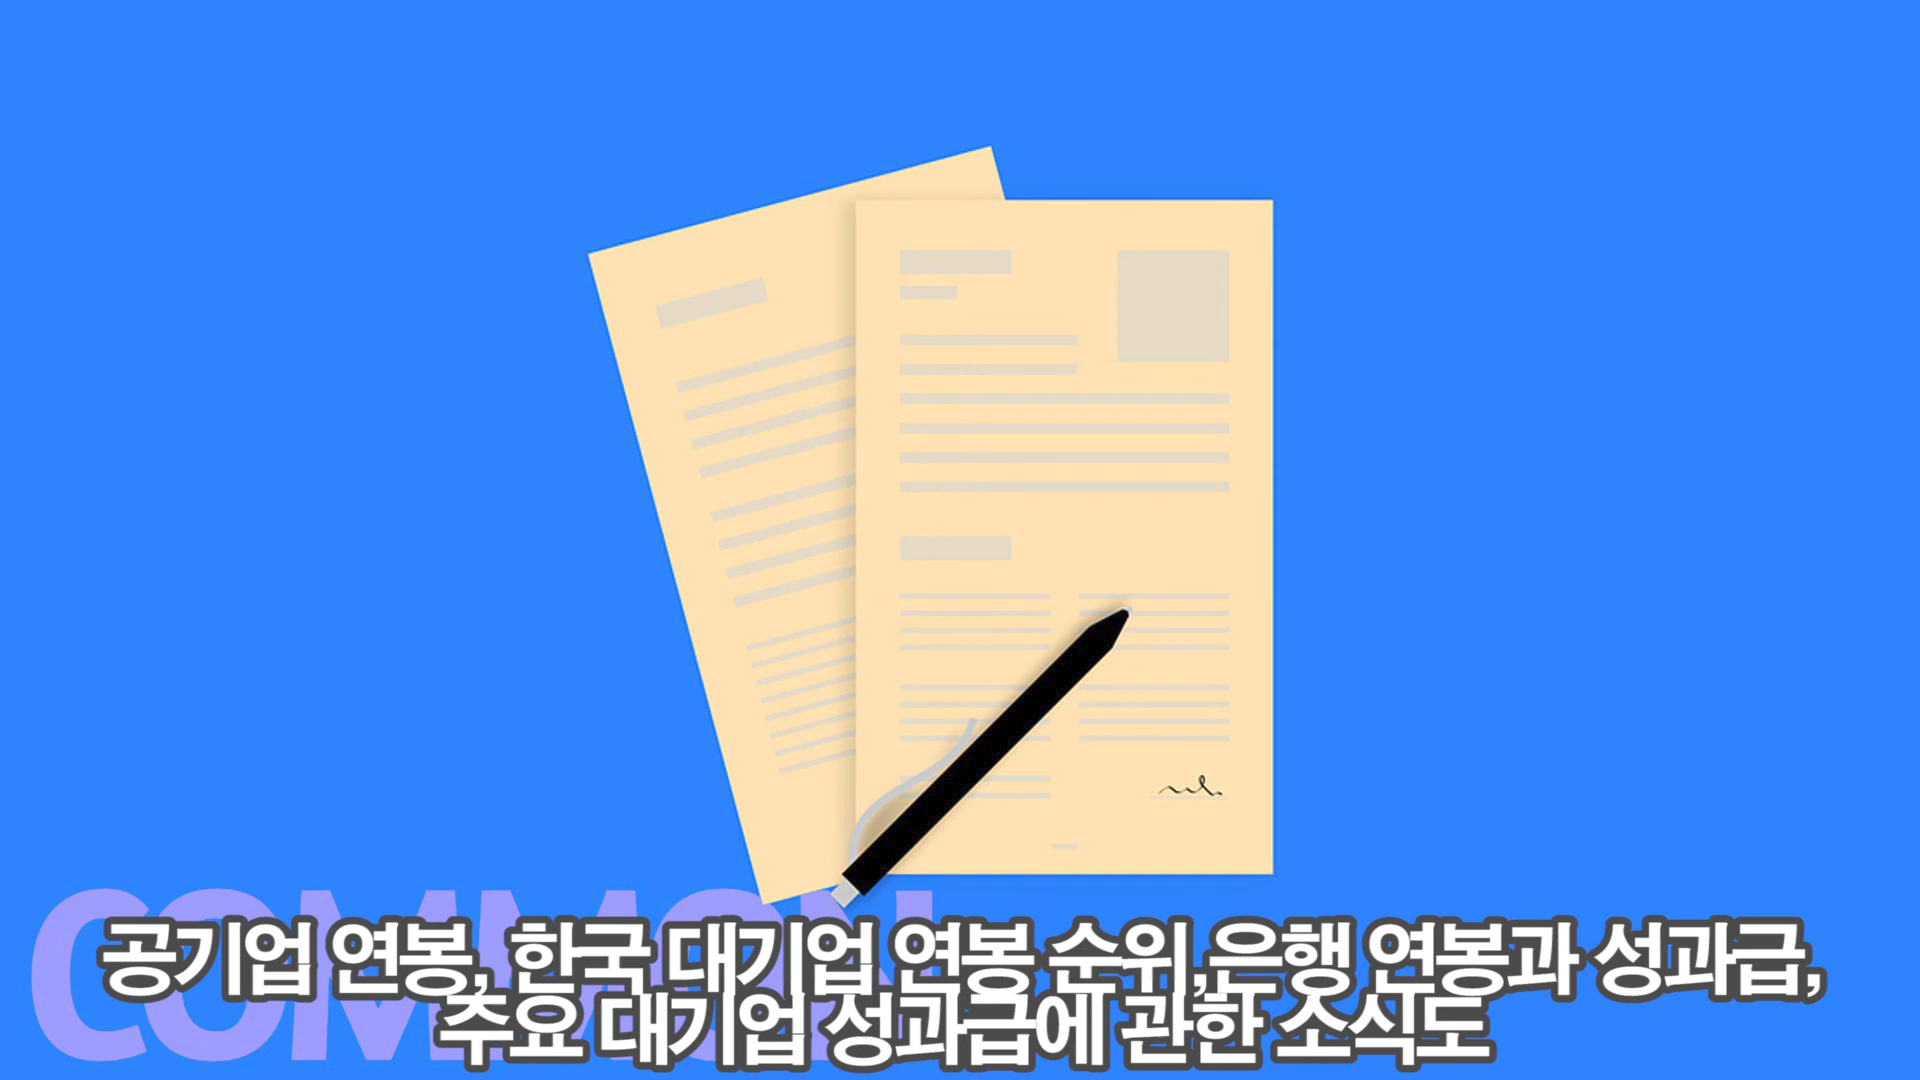 COMMON
공기업 연봉, 한국 대기업 연봉 순위,은행 연봉과 성과급,
주요 대기업 성과급에 관한 소식도